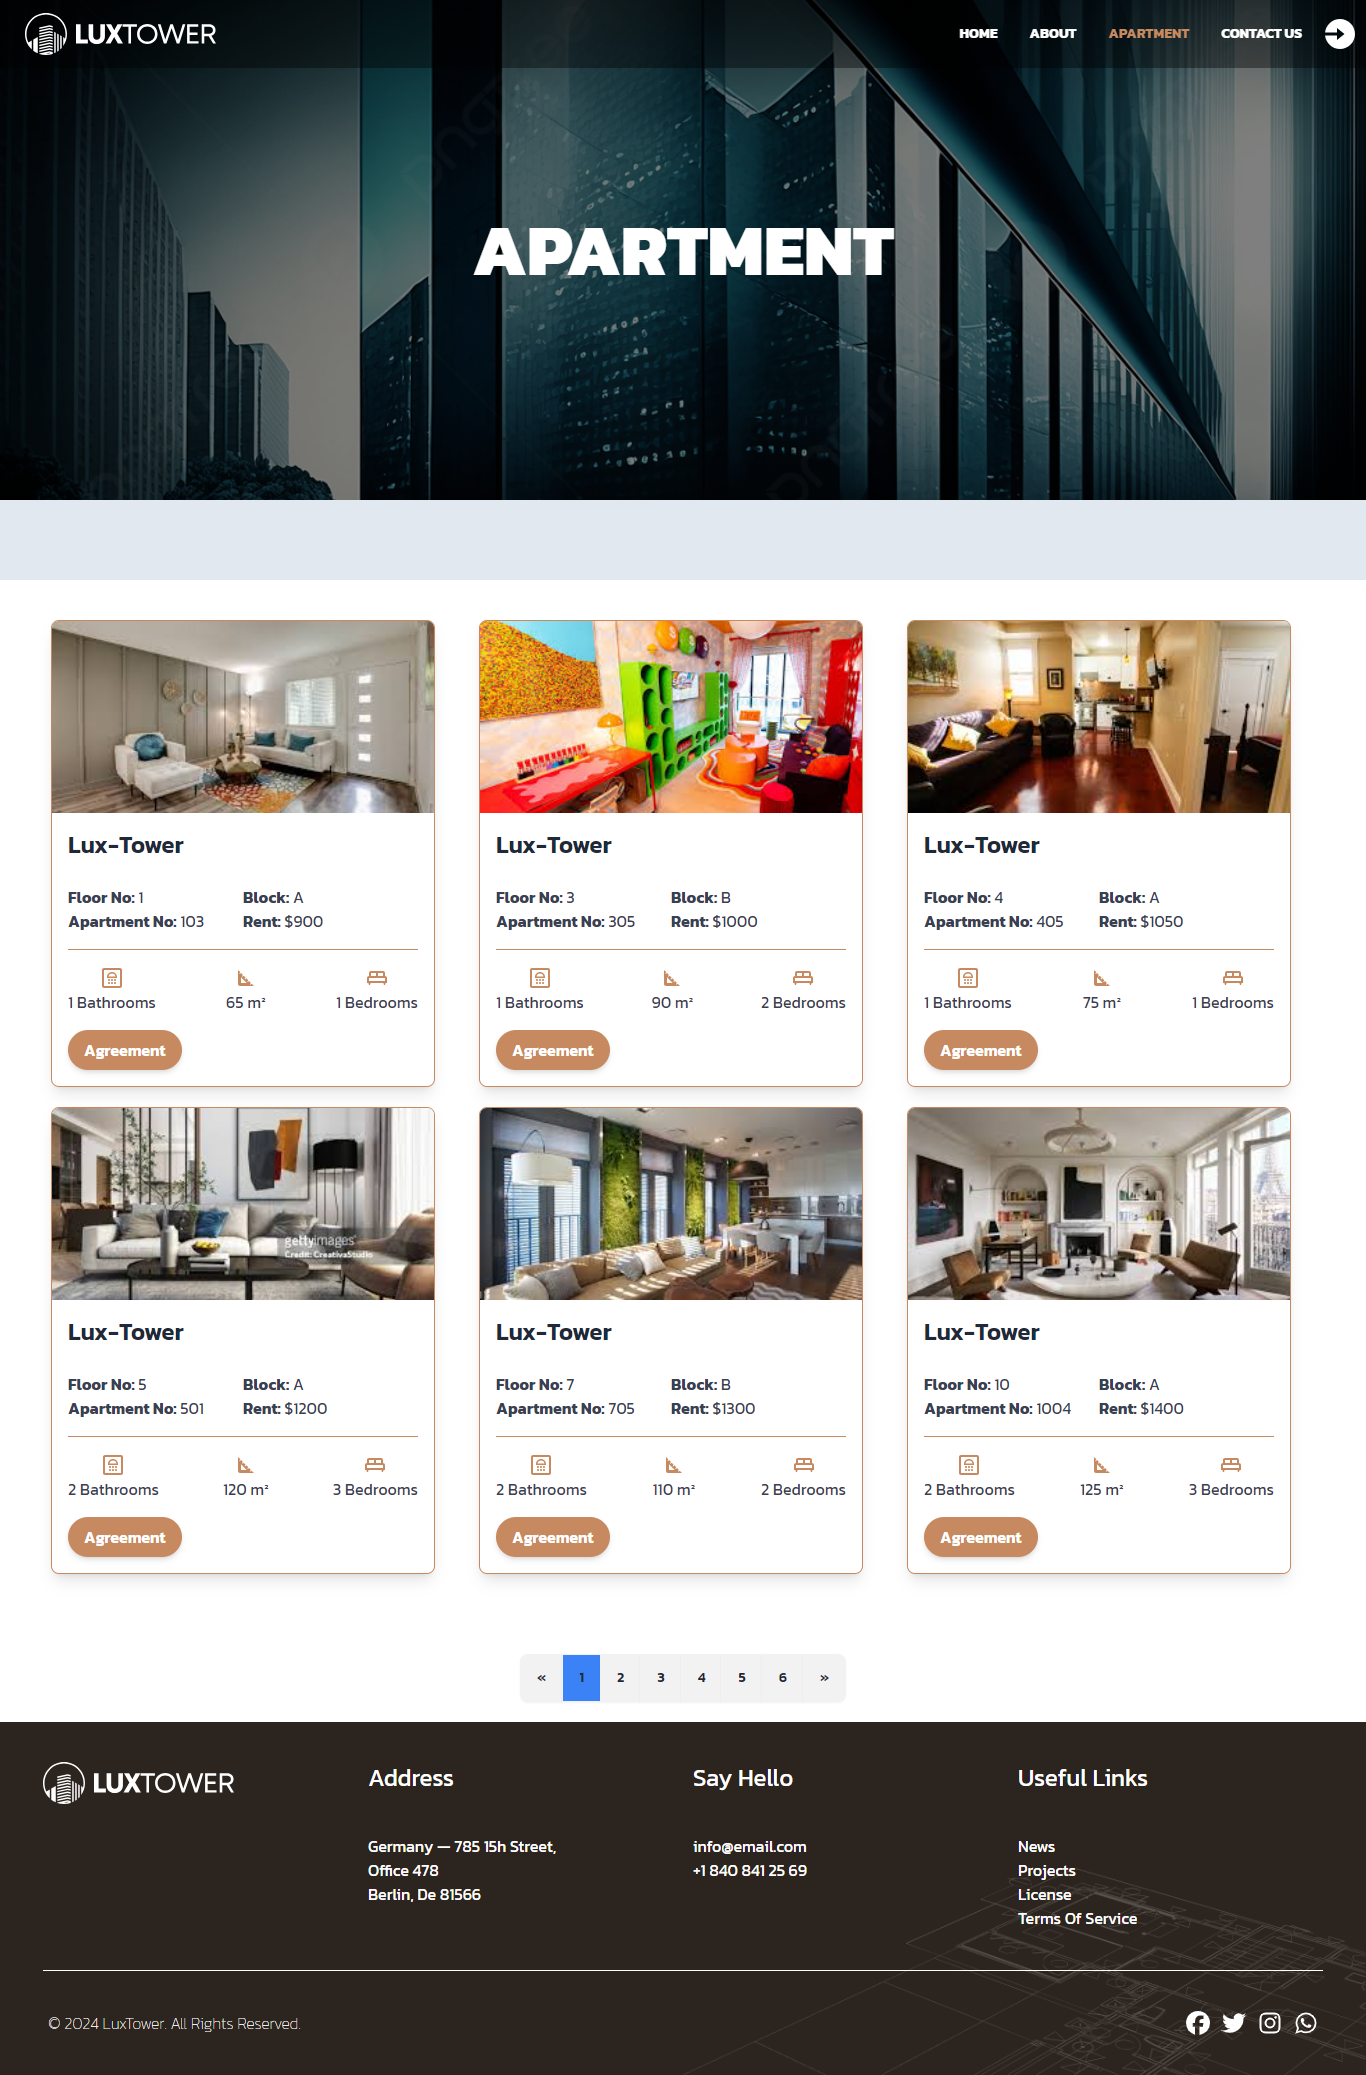 LUXTOWER
HOME ABOUT APARTMENT CONTACT US
APARTMENT
Lux-Tower
Floor No: 1 Block: A
Apartment No: 103 Rent: $900
1 Bathrooms 65 m² 1 Bedrooms
Agreement
Lux-Tower
Floor No: 3 Block: B
Apartment No: 305 Rent: $1000
1 Bathrooms 90 m² 2 Bedrooms
Agreement
Lux-Tower
Floor No: 4 Block: A
Apartment No: 405 Rent: $1050
1 Bathrooms 75 m² 1 Bedrooms
Agreement
gettyimages
Credit: CreativaStudio
Lux-Tower
Floor No: 5 Block: A
Apartment No: 501 Rent: $1200
2 Bathrooms 120 m² 3 Bedrooms
Agreement
Lux-Tower
Floor No: 7 Block: B
Apartment No: 705 Rent: $1300
2 Bathrooms 110 m² 2 Bedrooms
Agreement
Lux-Tower
Floor No: 10 Block: A
Apartment No: 1004 Rent: $1400
2 Bathrooms 125 m² 3 Bedrooms
Agreement
« 1 2 3 4 5 6 »
LUXTOWER
Address
Germany — 785 15h Street,
Office 478
Berlin, De 81566
Say Hello
info@email.com
+1 840 841 25 69
Useful Links
News
Projects
License
Terms Of Service
© 2024 LuxTower. All Rights Reserved.